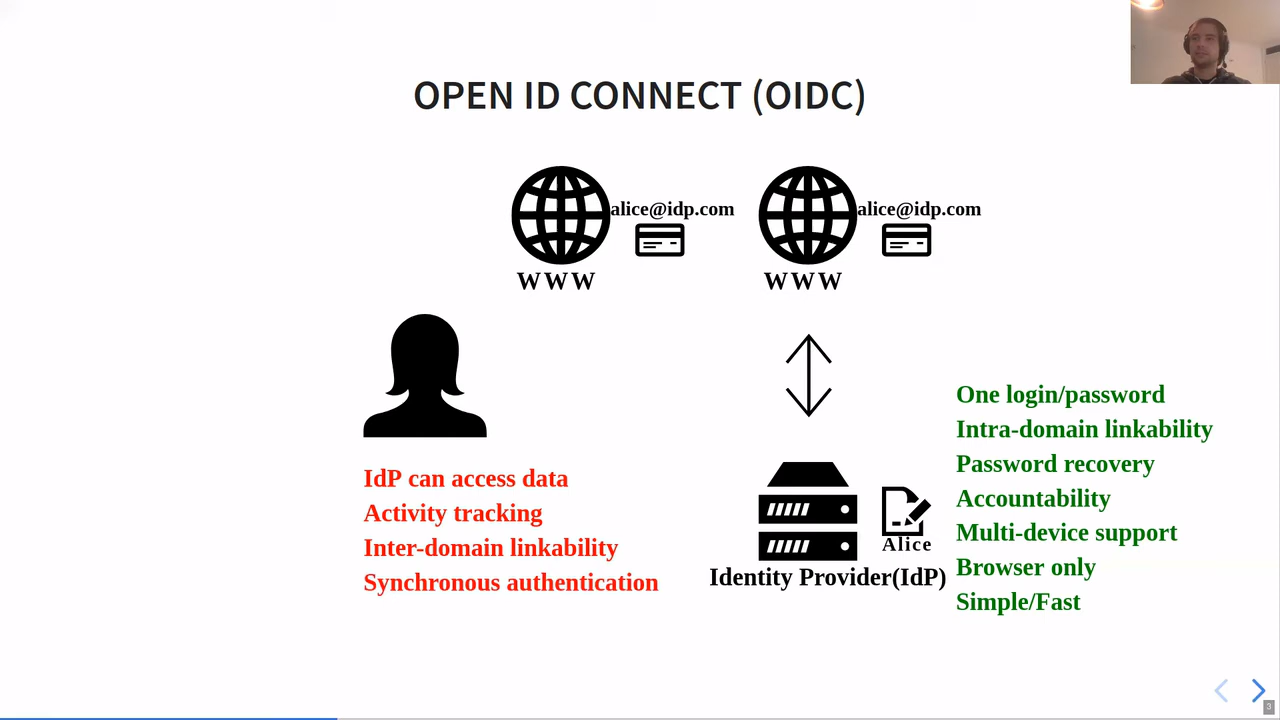 OPEN ID CONNECT (OIDC)
alice@idp.com
alice@idp.com
WWW
WWW
One login/password
Intra-domain linkability
Password recovery
Accountability
Multi-device support
Browser only
Simple/Fast
IdP can access data
Activity tracking
Inter-domain linkability
Synchronous authentication
Alice
Identity Provider(IdP)
3